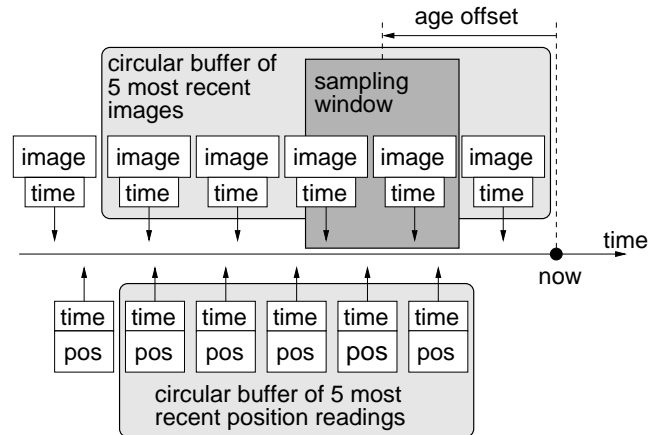 age offset
circular buffer of
5 most recent
images
sampling
window
image image image image image image
time time time time time time
time
now
time time time time time time
pos pos pos pos pos pos
circular buffer of 5 most
recent position readings